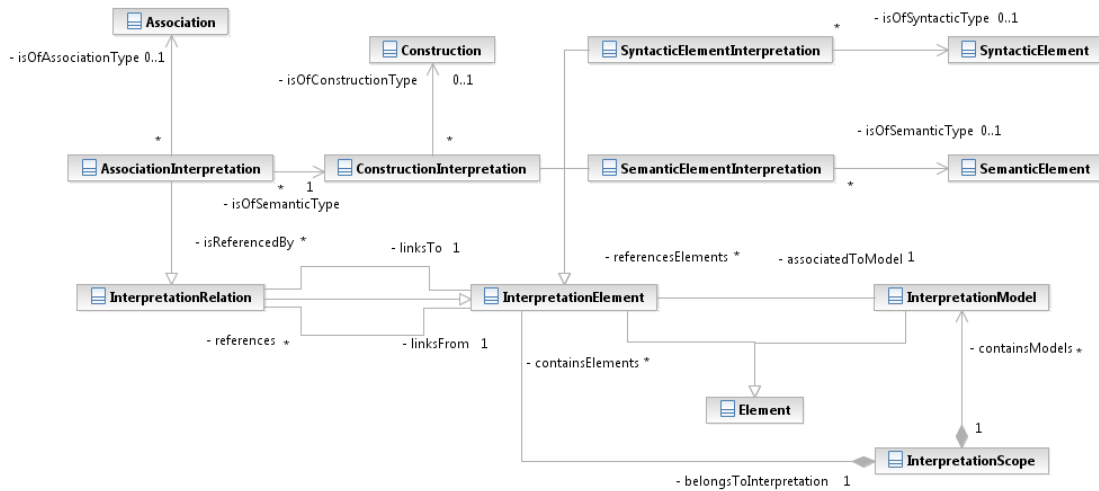 Association
- isOfAssociationType 0..1
*
Construction
- isOfConstructionType 0..1
*
SyntacticElementInterpretation
*
- isOfSyntacticType 0..1
SyntacticElement
AssociationInterpretation
* 1
- isOfSemanticType
ConstructionInterpretation
SemanticElementInterpretation
*
- isOfSemanticType 0..1
SemanticElement
- isReferencedBy *
- linksTo 1
- referencesElements *
- associatedToModel 1
InterpretationRelation
InterpretationElement
InterpretationModel
- references *
- linksFrom 1
- containsElements *
- containsModels *
Element
1
InterpretationScope
- belongsToInterpretation 1